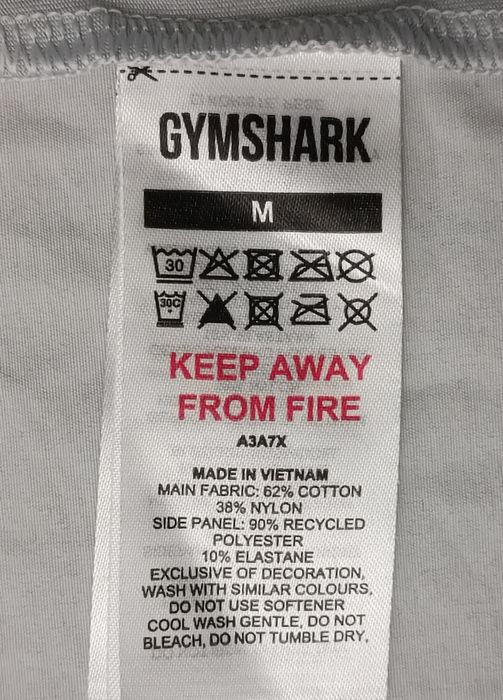 GYMSHARK
M
30
30C
KEEP AWAY
FROM FIRE
A3A7X
MADE IN VIETNAM
MAIN FABRIC: 62% COTTON
38% NYLON
SIDE PANEL: 90% RECYCLED
POLYESTER
10% ELASTANE
EXCLUSIVE OF DECORATION,
WASH WITH SIMILAR COLOURS,
DO NOT USE SOFTENER
COOL WASH GENTLE, DO NOT
BLEACH, DO NOT TUMBLE DRY,